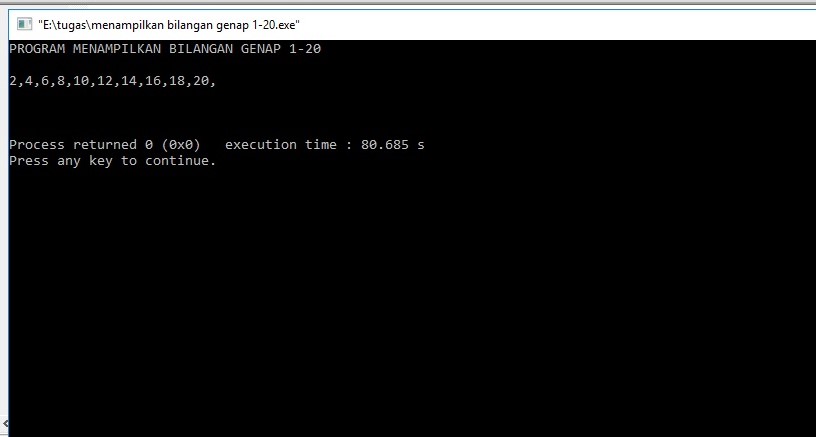 "E:\tugas\menampilkan bilangan genap 1-20.exe"
PROGRAM MENAMPILKAN BILANGAN GENAP 1-20
2,4,6,8,10,12,14,16,18,20,
Process returned 0 (0x0)   execution time : 80.685 s
Press any key to continue.